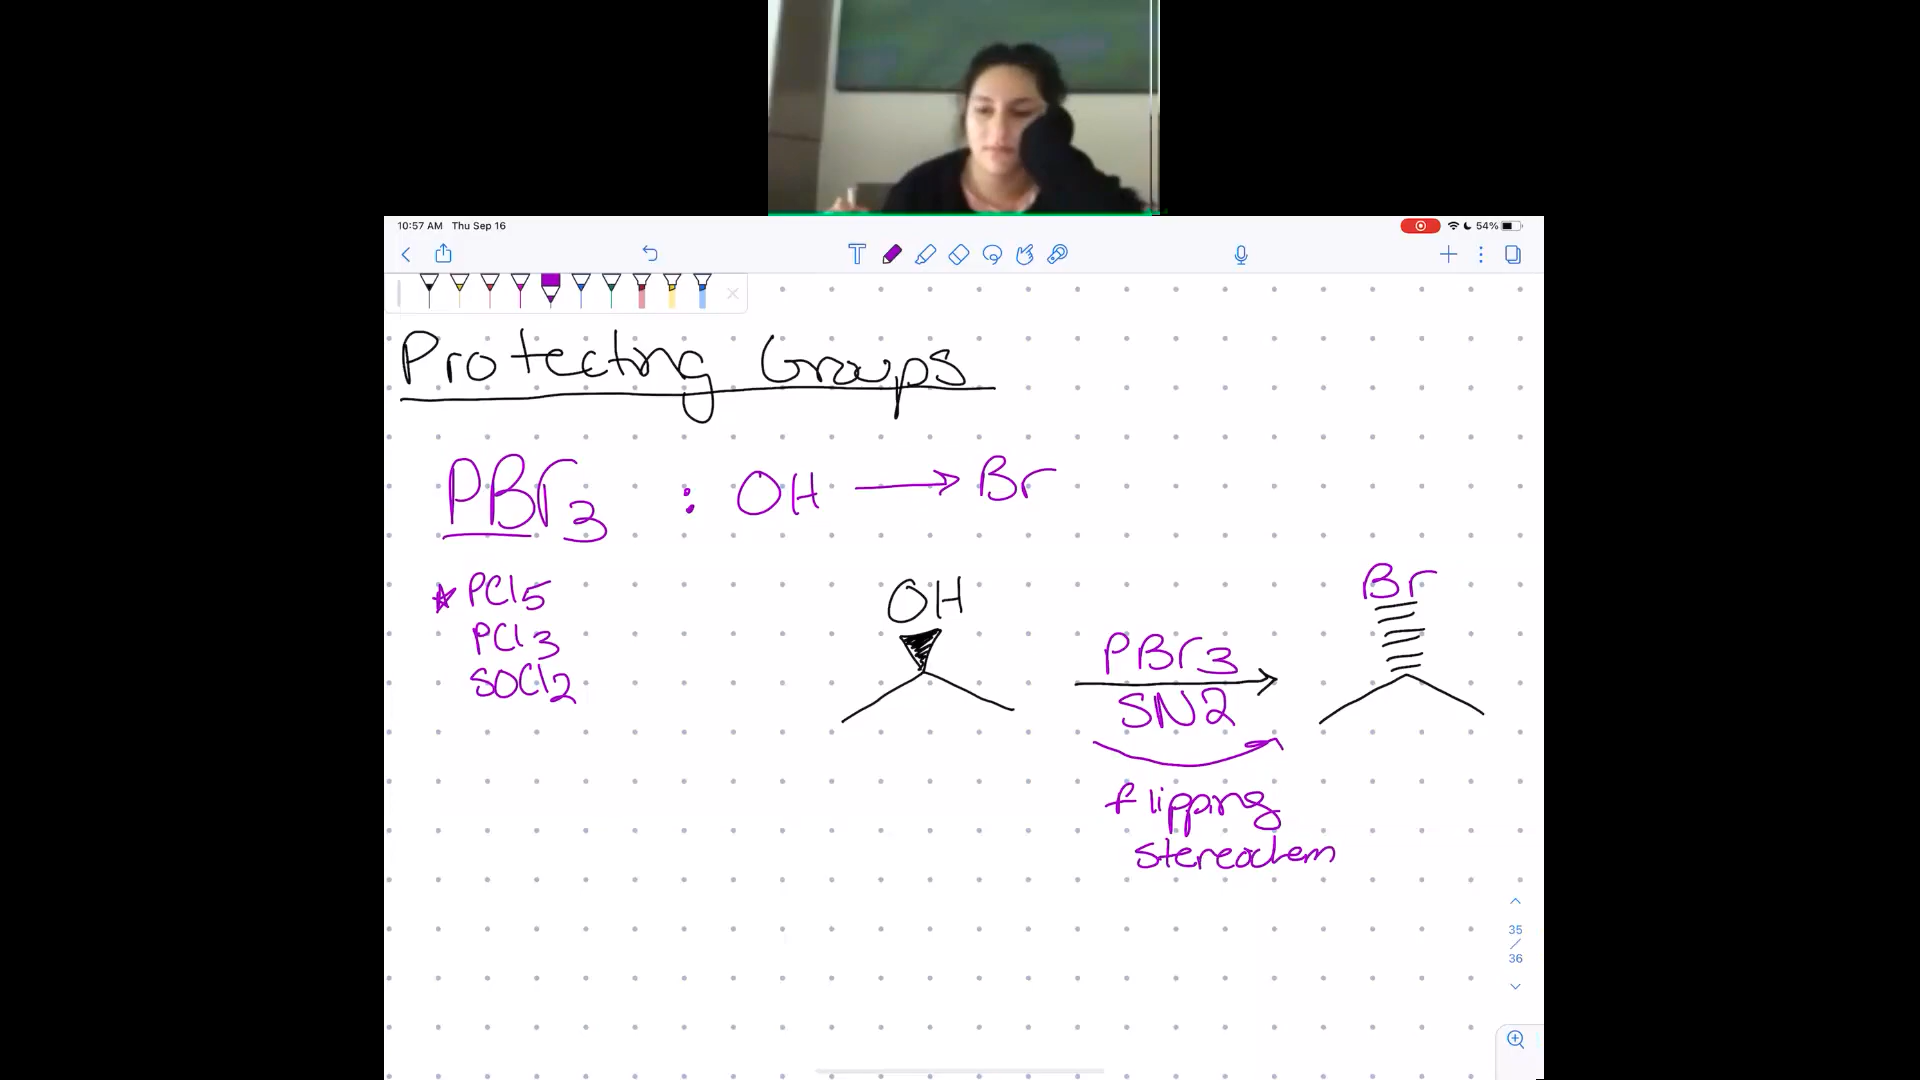 10:57 AM Thu Sep 16
54%
T
Protecting Groups
PBr3 : OH → Br
★ PCl5
PCl3
SOCl2
OH
PBr3
SN2
flipping
stereochem
Br
35
/
36